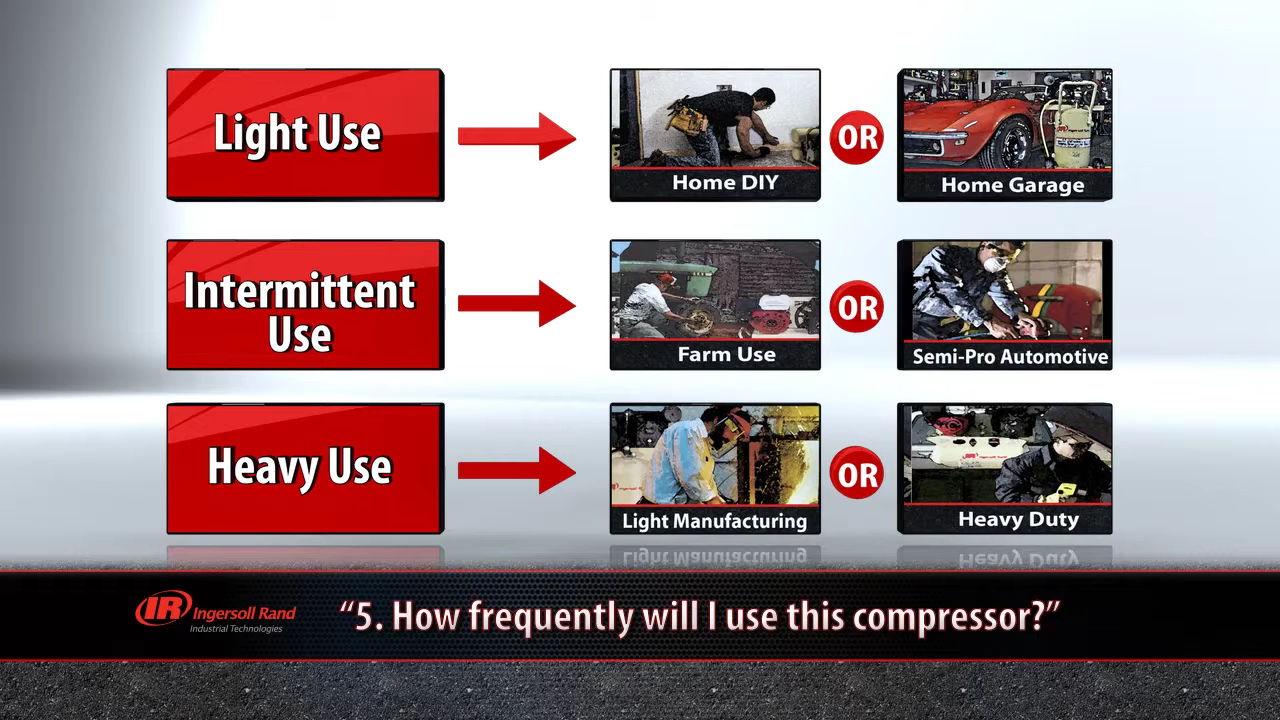 Light Use
Home DIY
OR
Home Garage
Intermittent
Use
Farm Use
OR
Semi-Pro Automotive
Heavy Use
Light Manufacturing
OR
Heavy Duty
IR Ingersoll Rand
Industrial Technologies
“5. How frequently will I use this compressor?”